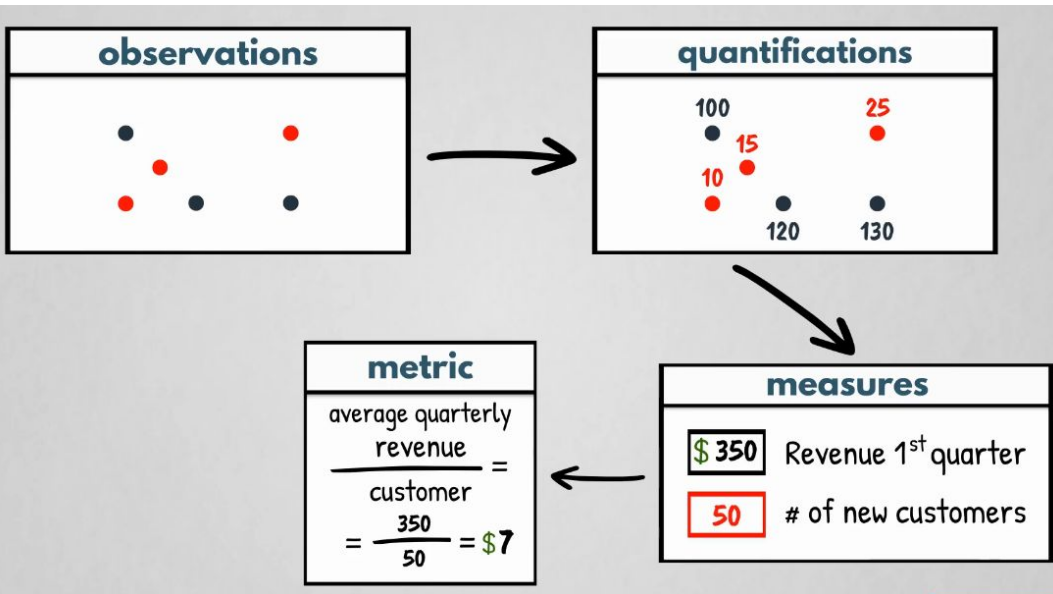 observations
quantifications
100
25
15
10
120
130
measures
$ 350 Revenue 1st quarter
50 # of new customers
metric
average quarterly
revenue
=
customer
= 350
50
= $7